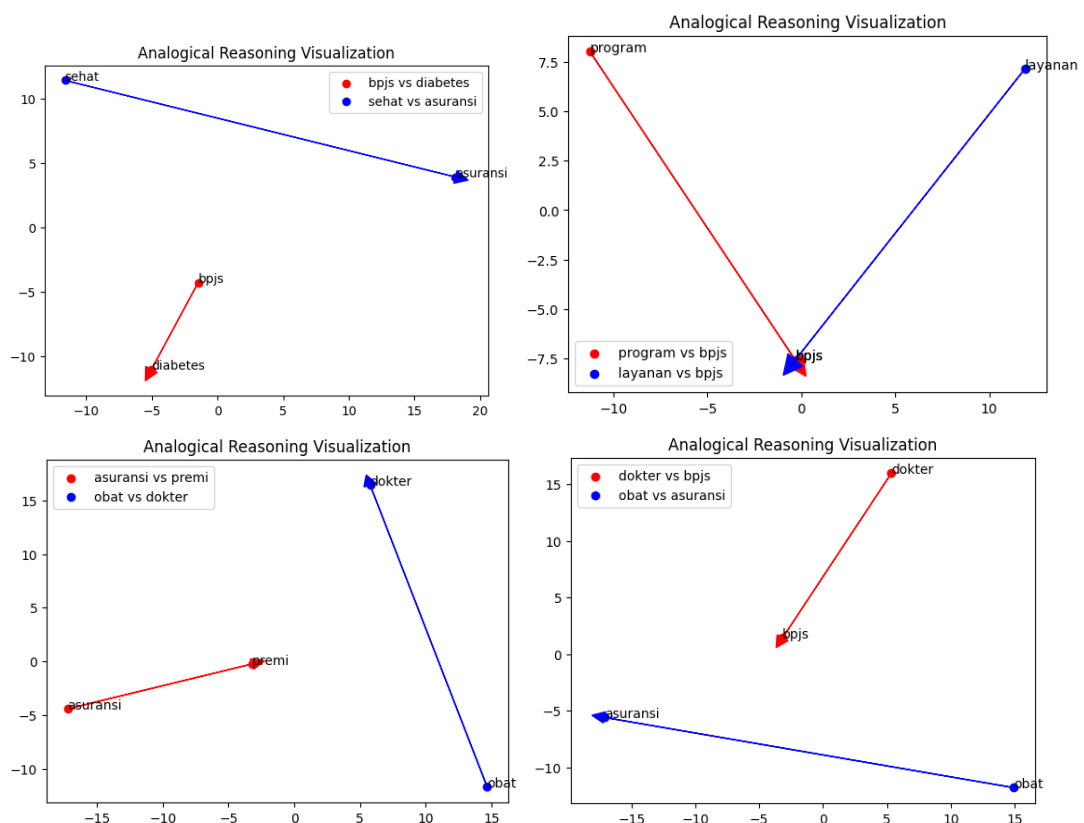 Analogical Reasoning Visualization
sehat
bpjs vs diabetes
sehat vs asuransi
asuransi
bpjs
diabetes
10
5
0
−5
−10
−10
−5
0
5
10
15
20
Analogical Reasoning Visualization
program
layanan
bpjs
bpjs
program vs bpjs
layanan vs bpjs
7.5
5.0
2.5
0.0
−2.5
−5.0
−7.5
−10
−5
0
5
10
Analogical Reasoning Visualization
asuransi vs premi
obat vs dokter
dokter
premi
asuransi
obat
15
10
5
0
−5
−10
−15
−10
−5
0
5
10
15
Analogical Reasoning Visualization
dokter vs bpjs
obat vs asuransi
dokter
bpjs
asuransi
obat
15
10
5
0
−5
−10
−15
−10
−5
0
5
10
15